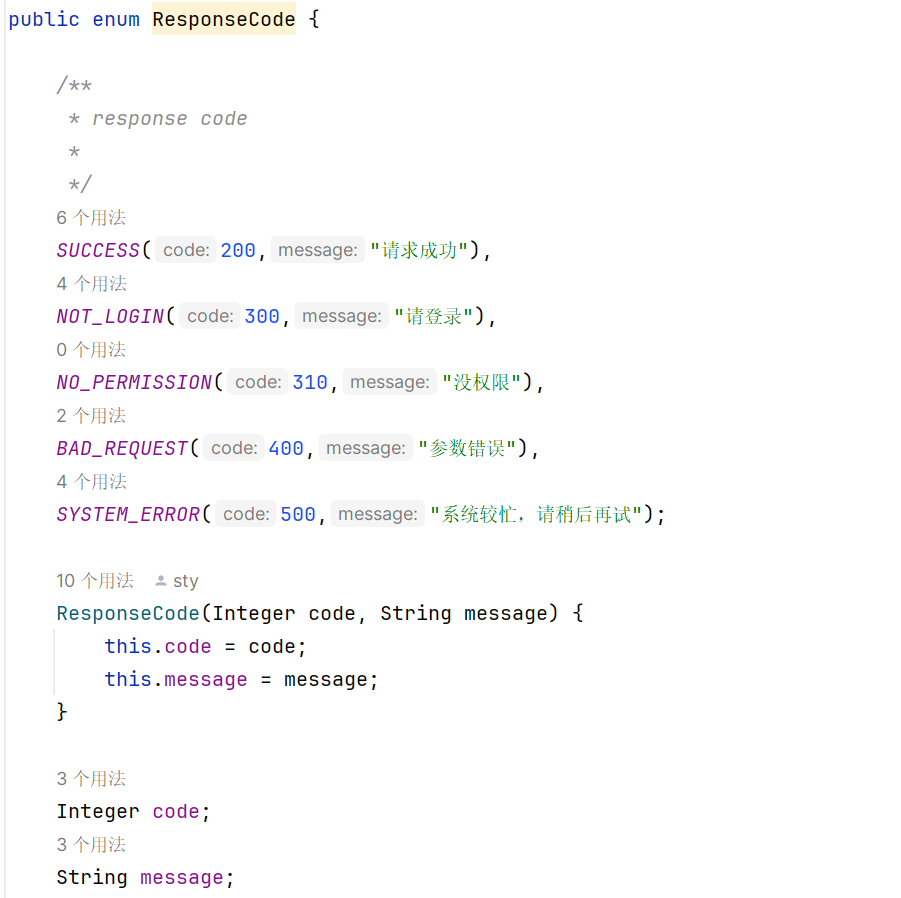 public enum ResponseCode {
/**
* response code
*
*/
6 个用法
SUCCESS( code: 200, message: "请求成功"),
4 个用法
NOT_LOGIN( code: 300, message: "请登录"),
0 个用法
NO_PERMISSION( code: 310, message: "没权限"),
2 个用法
BAD_REQUEST( code: 400, message: "参数错误"),
4 个用法
SYSTEM_ERROR( code: 500, message: "系统较忙，请稍后再试");
10 个用法 sty
ResponseCode(Integer code, String message) {
this.code = code;
this.message = message;
}
3 个用法
Integer code;
3 个用法
String message;